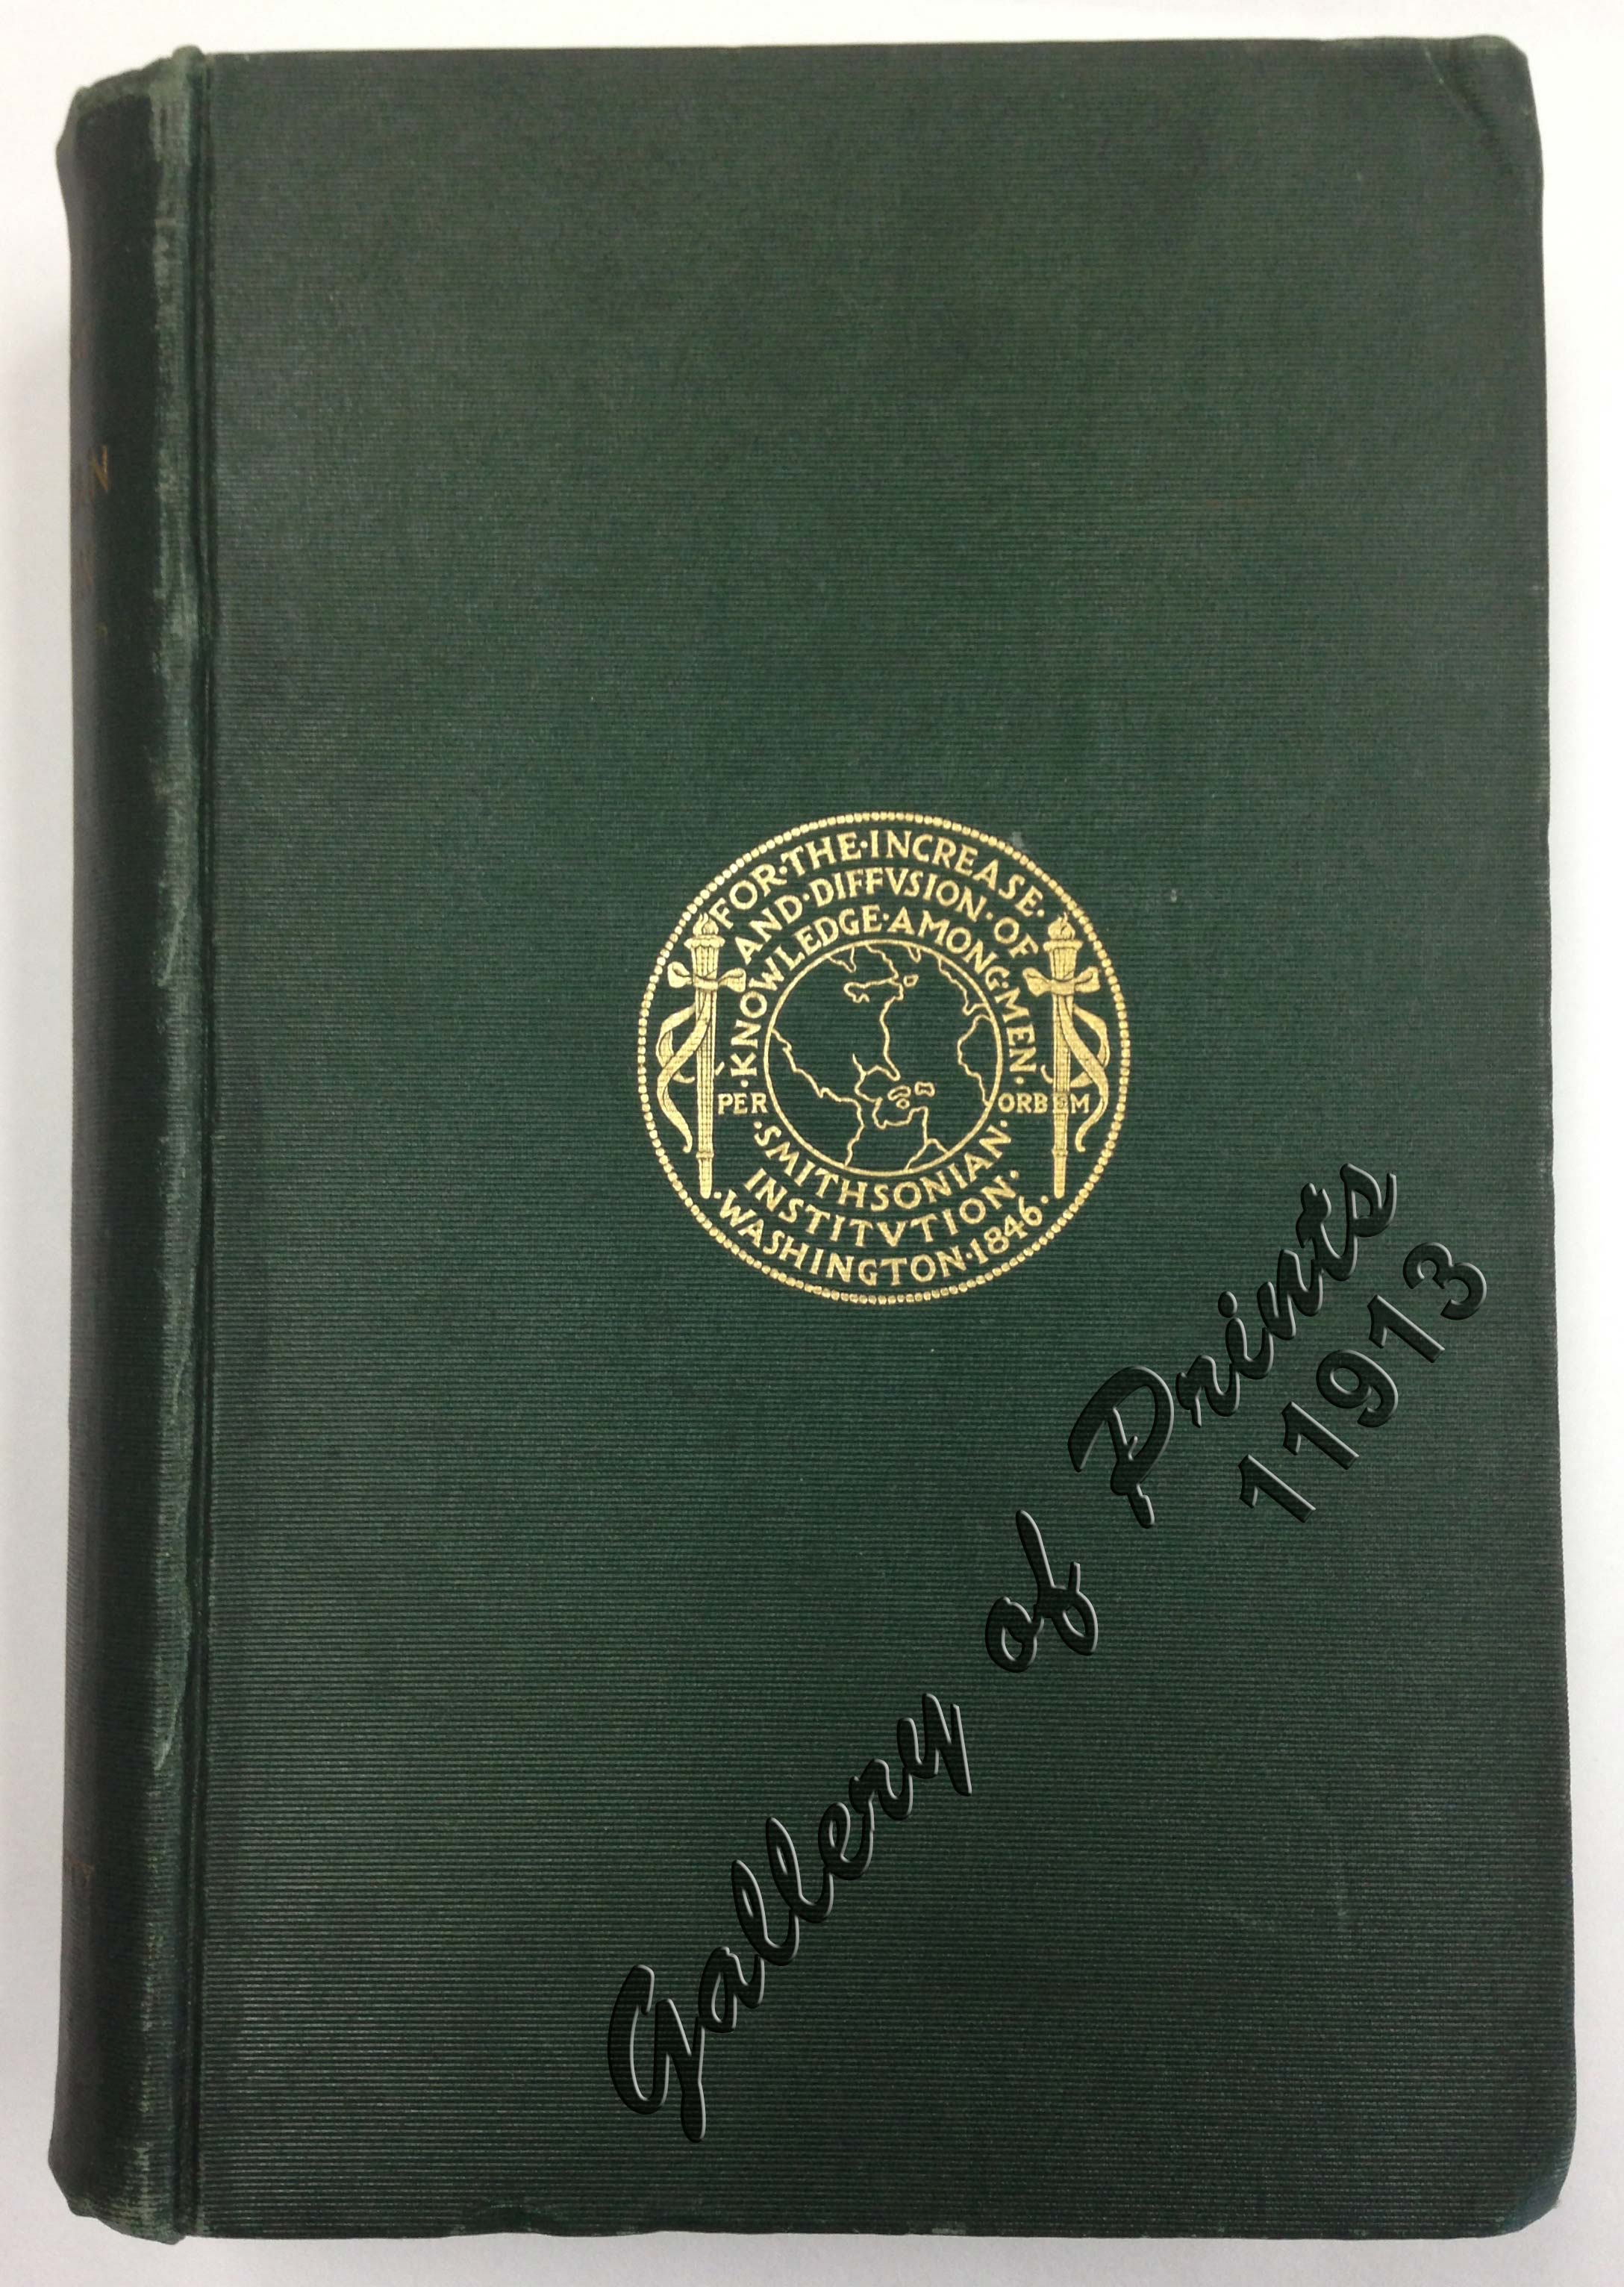 FOR·THE·INCREASE·
AND·DIFFVSION·OF
·KNOWLEDGE·AMONG·MEN·
PER ORBEM
·SMITHSONIAN·
INSTITVTION·
·WASHINGTON·1846·
Gallery of Prints
11913